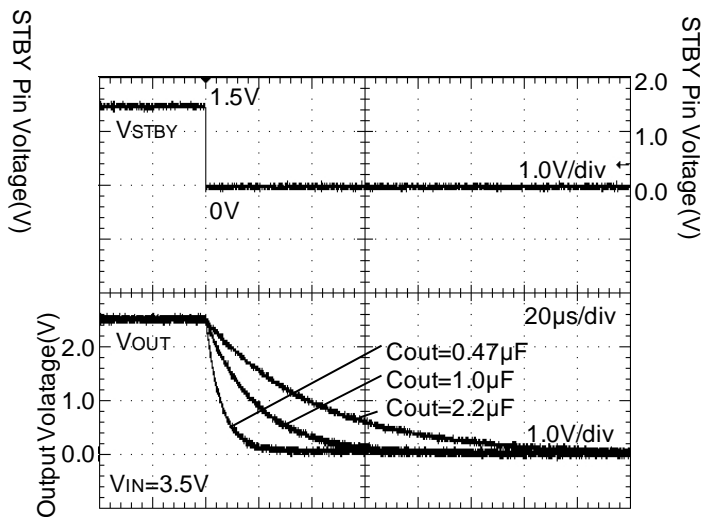 STBY Pin Voltage(V)
STBY Pin Voltage(V)
2.0
1.0
0.0
1.5V
VSTBY
1.0V/div
0V
20µs/div
VOUT
2.0
1.0
0.0
Output Volatage(V)
Cout=0.47µF
Cout=1.0µF
Cout=2.2µF
1.0V/div
VIN=3.5V